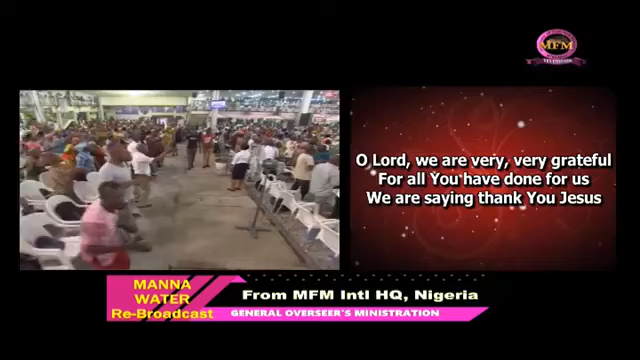 MFM
O Lord, we are very, very grateful
For all You have done for us
We are saying thank You Jesus
MANNA
WATER
Re-Broadcast
From MFM Intl HQ, Nigeria
GENERAL OVERSEER'S MINISTRATION